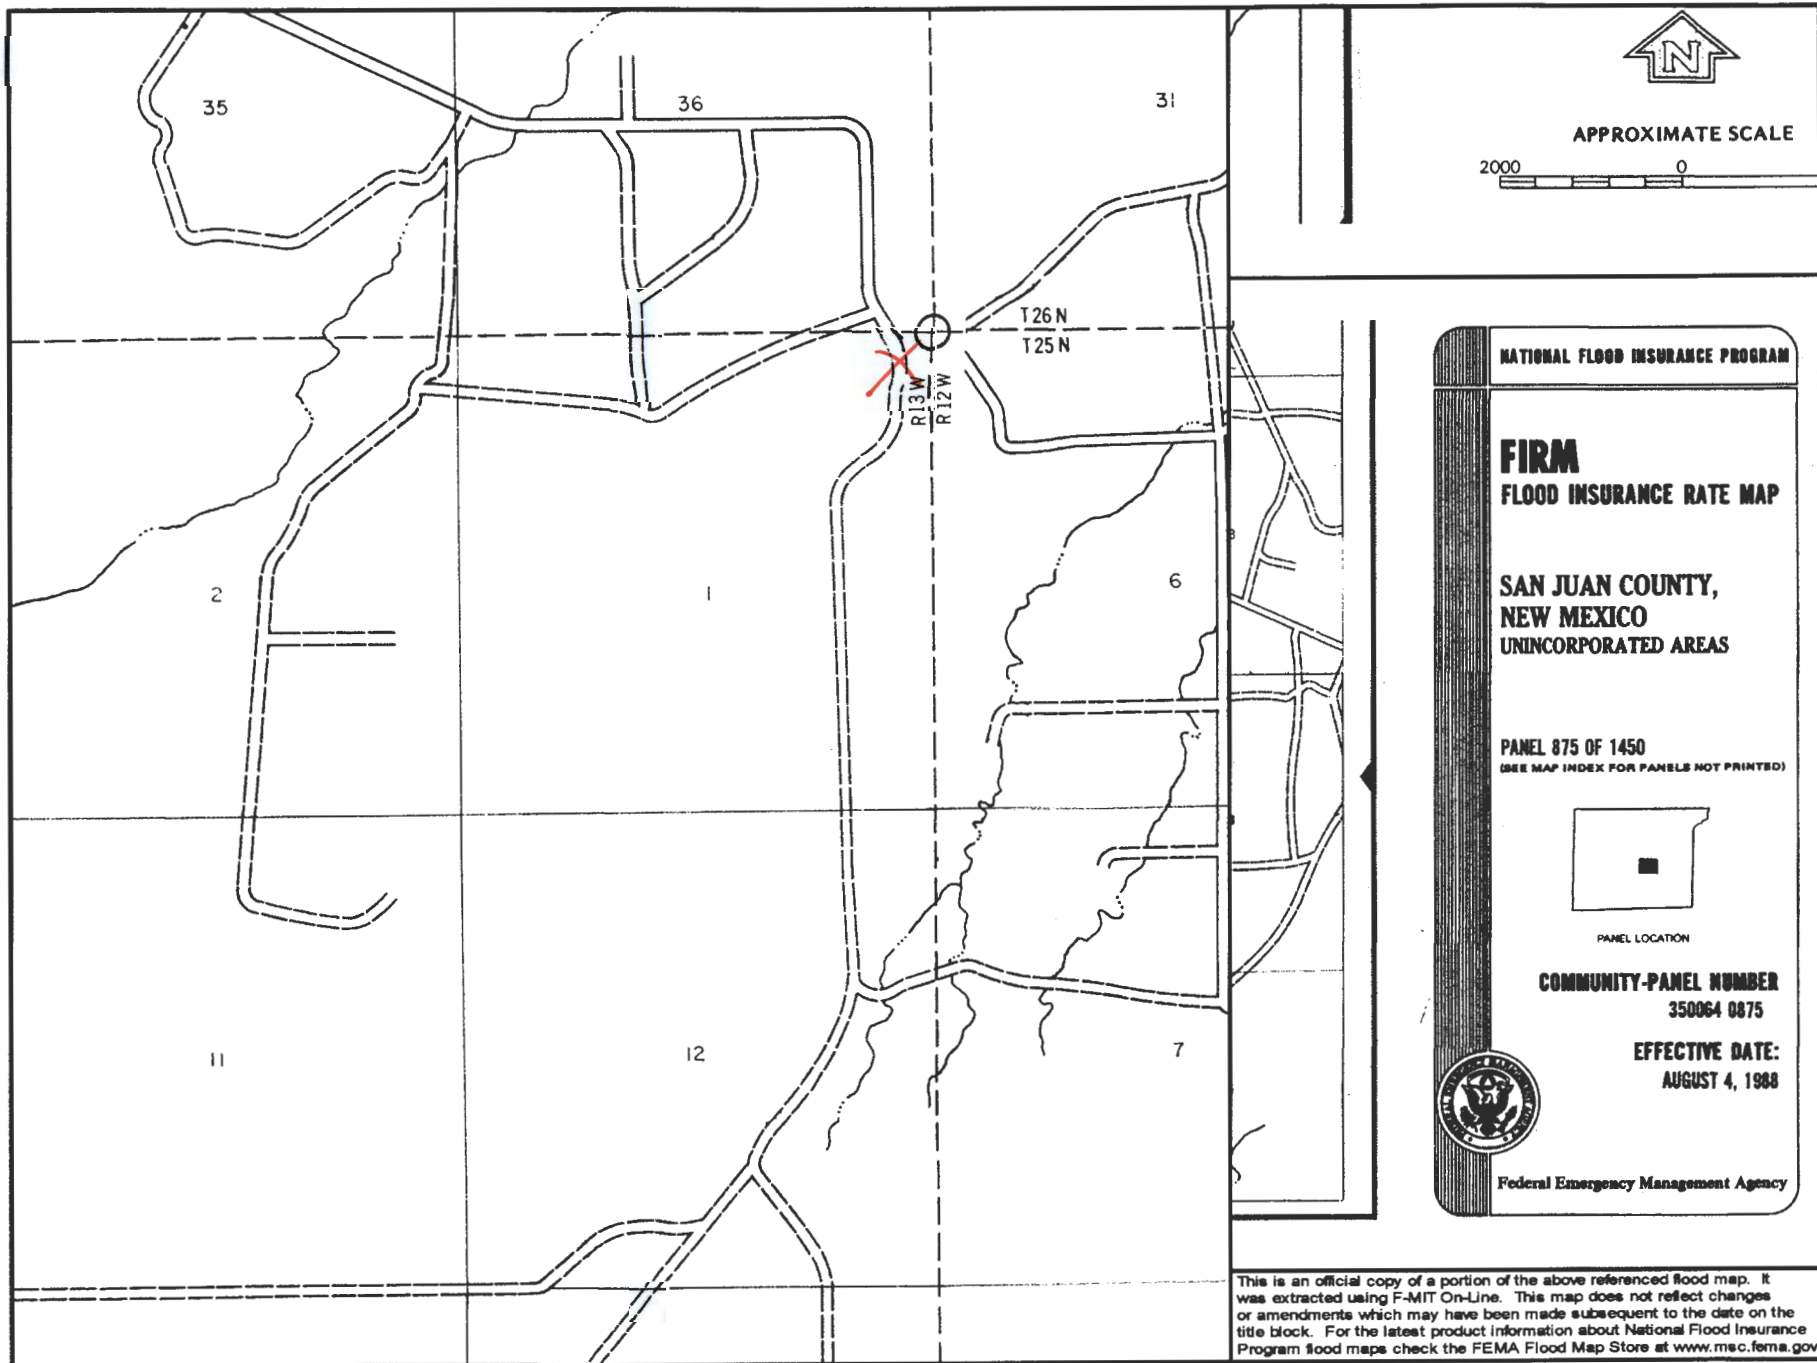 35
36
31
T 26 N
T 25 N
R 13 W
R 12 W
2
1
6
11
12
7
N
APPROXIMATE SCALE
2000 0
NATIONAL FLOOD INSURANCE PROGRAM
FIRM
FLOOD INSURANCE RATE MAP
SAN JUAN COUNTY,
NEW MEXICO
UNINCORPORATED AREAS
PANEL 875 OF 1450
(SEE MAP INDEX FOR PANELS NOT PRINTED)
PANEL LOCATION
COMMUNITY-PANEL NUMBER
350064 0875
EFFECTIVE DATE:
AUGUST 4, 1988
Federal Emergency Management Agency
This is an official copy of a portion of the above referenced flood map. It
was extracted using F-MIT On-Line. This map does not reflect changes
or amendments which may have been made subsequent to the date on the
title block. For the latest product information about National Flood Insurance
Program flood maps check the FEMA Flood Map Store at www.msc.fema.gov